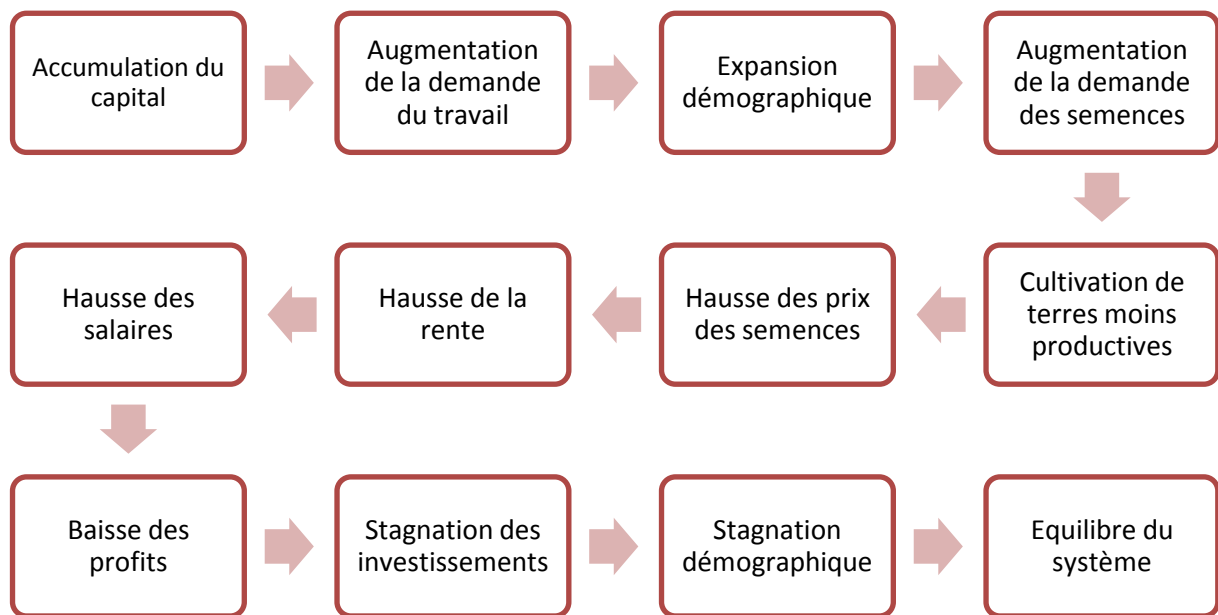 Accumulation du
capital
Augmentation
de la demande
du travail
Expansion
démographique
Augmentation
de la demande
des semences
Cultivation de
terres moins
productives
Hausse des prix
des semences
Hausse de la
rente
Hausse des
salaires
Baisse des
profits
Stagnation des
investissements
Stagnation
démographique
Equilibre du
système